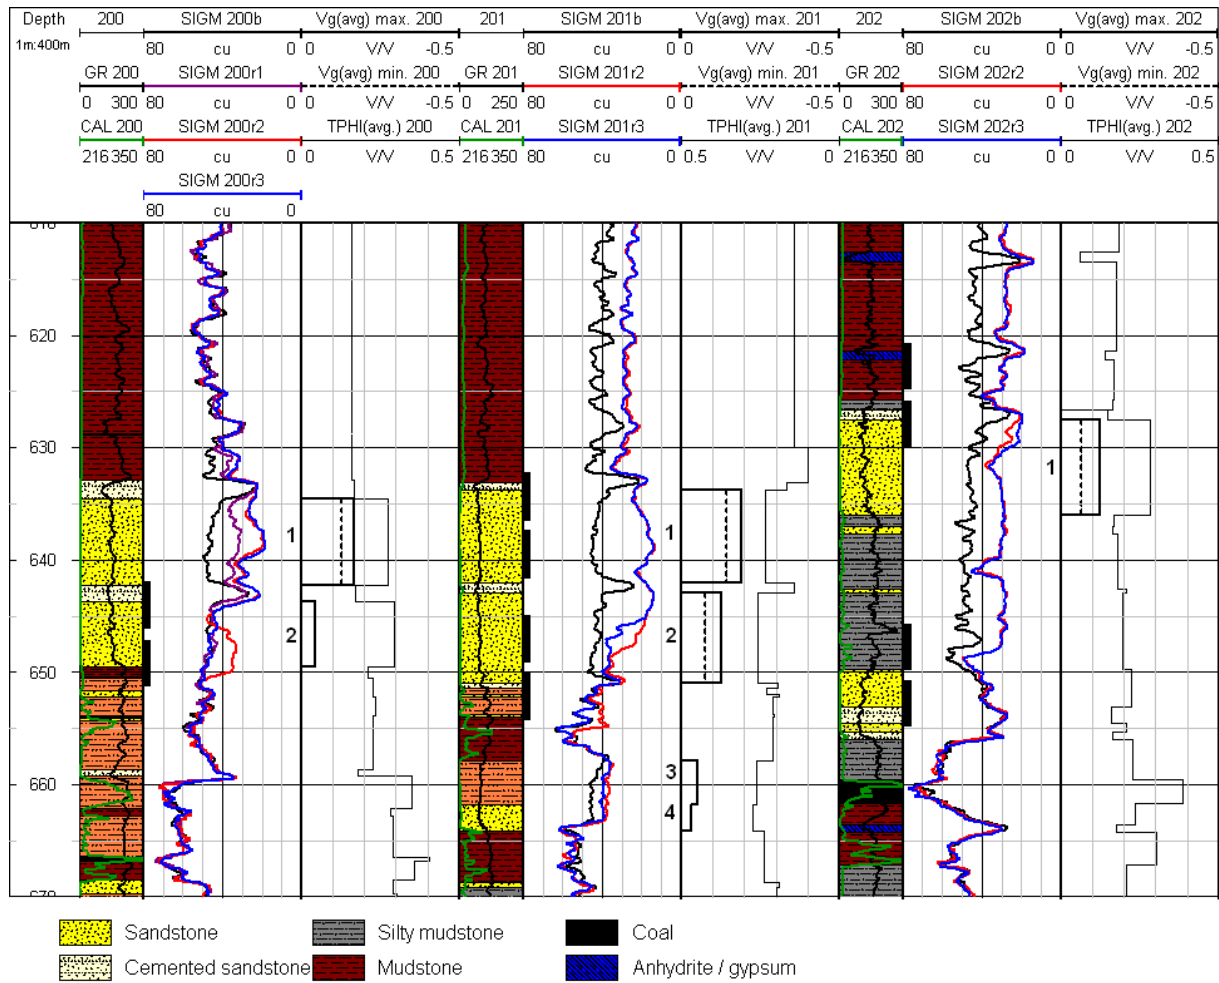 Depth 200 SIGM 200b Vg(avg) max. 200 201 SIGM 201b Vg(avg) max. 201 202 SIGM 202b Vg(avg) max. 202
1m:400m 80 cu 0 0 V/V -0.5 80 cu 0 0 V/V -0.5 80 cu 0 0 V/V -0.5
GR 200 SIGM 200r1 Vg(avg) min. 200 GR 201 SIGM 201r2 Vg(avg) min. 201 GR 202 SIGM 202r2 Vg(avg) min. 202
0 300 80 cu 0 0 V/V -0.5 0 250 80 cu 0 0 V/V -0.5 0 300 80 cu 0 0 V/V -0.5
CAL 200 SIGM 200r2 TPHI(avg.) 200 CAL 201 SIGM 201r3 TPHI(avg.) 201 CAL 202 SIGM 202r3 TPHI(avg.) 202
216 350 80 cu 0 0 V/V 0.5 216 350 80 cu 0 0.5 V/V 0 216 350 80 cu 0 0 V/V 0.5
SIGM 200r3
80 cu 0
620
630
1
1
1
640
2
2
650
3
660
4
Sandstone Silty mudstone Coal
Cemented sandstone Mudstone Anhydrite / gypsum